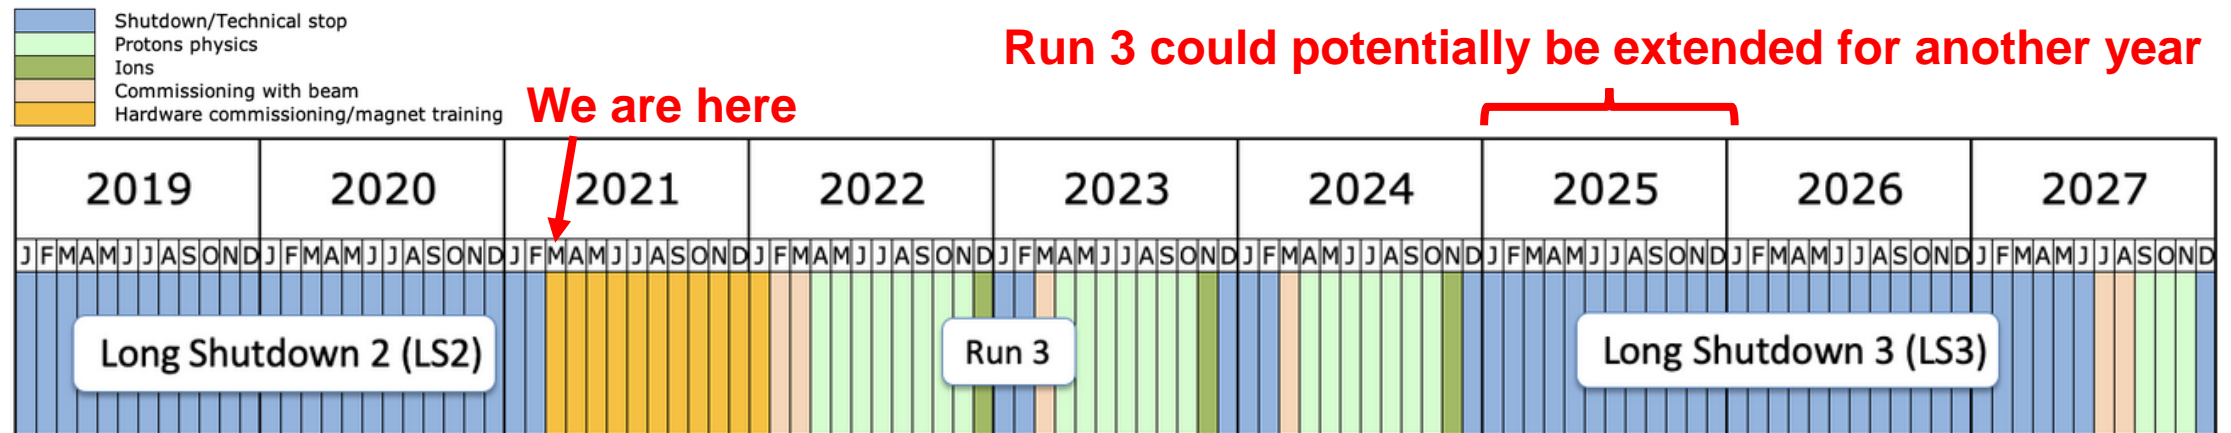 Shutdown/Technical stop
Protons physics
Ions
Commissioning with beam
Hardware commissioning/magnet training
We are here
Run 3 could potentially be extended for another year
2019 2020 2021 2022 2023 2024 2025 2026 2027
J F M A M J J A S O N D J F M A M J J A S O N D J F M A M J J A S O N D J F M A M J J A S O N D J F M A M J J A S O N D J F M A M J J A S O N D J F M A M J J A S O N D J F M A M J J A S O N D J F M A M J J A S O N D
Long Shutdown 2 (LS2) Run 3 Long Shutdown 3 (LS3)